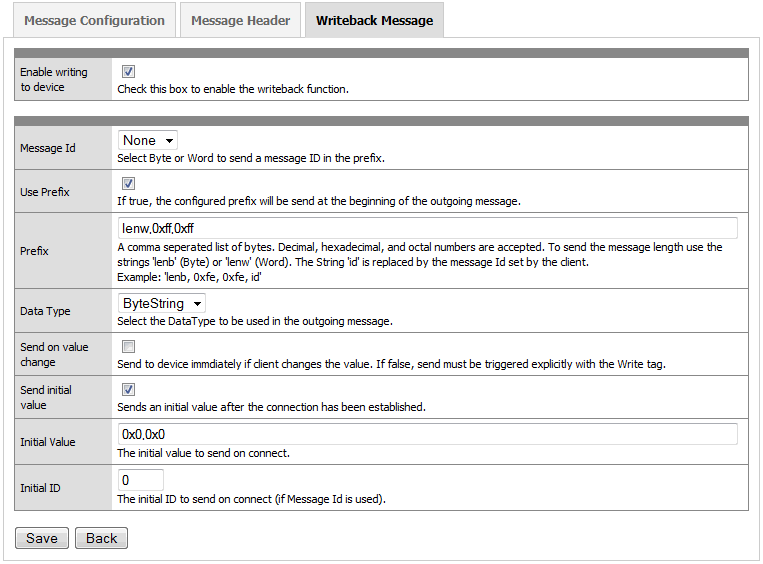 Message Configuration
Message Header
Writeback Message
Enable writing
to device
Check this box to enable the writeback function.
Message Id
None
Select Byte or Word to send a message ID in the prefix.
Use Prefix
If true, the configured prefix will be send at the beginning of the outgoing message.
Prefix
lenw,0xff,0xff
A comma seperated list of bytes. Decimal, hexadecimal, and octal numbers are accepted. To send the message length use the
strings 'lenb' (Byte) or 'lenw' (Word). The String 'id' is replaced by the message Id set by the client.
Example: 'lenb, 0xfe, 0xfe, id'
Data Type
ByteString
Select the DataType to be used in the outgoing message.
Send on value
change
Send to device immdiately if client changes the value. If false, send must be triggered explicitly with the Write tag.
Send initial
value
Sends an initial value after the connection has been established.
Initial Value
0x0,0x0
The initial value to send on connect.
Initial ID
0
The initial ID to send on connect (if Message Id is used).
Save
Back